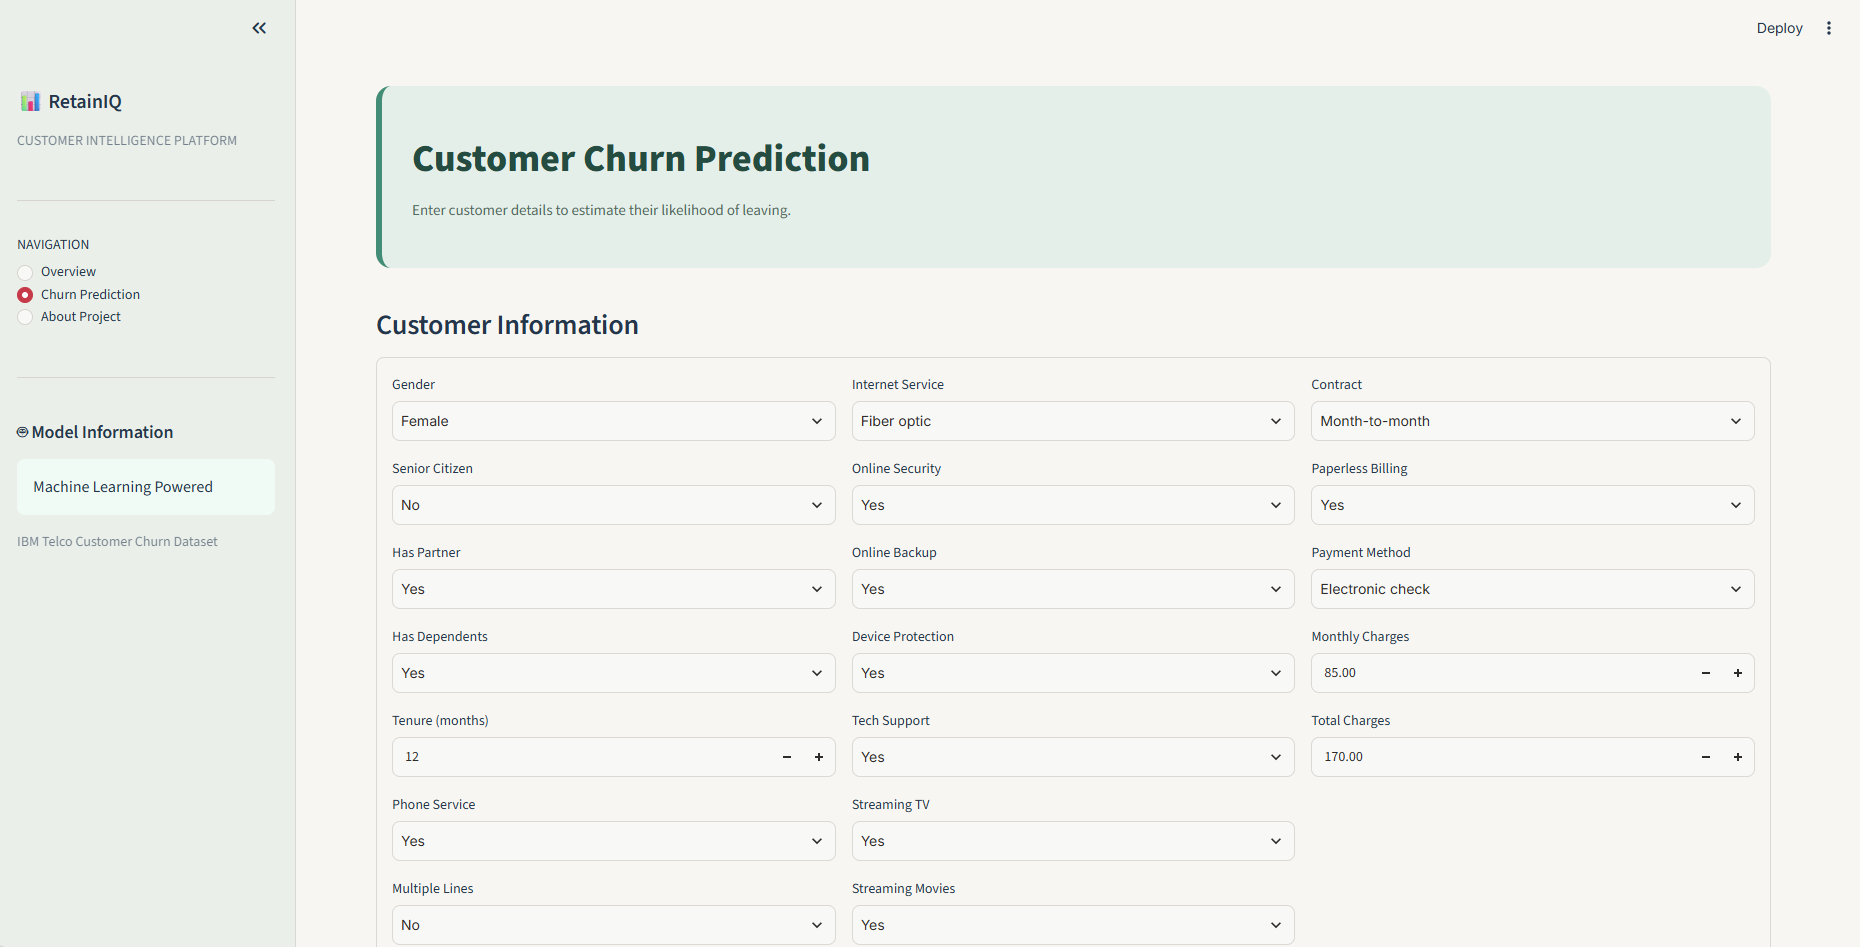 Deploy
RetainIQ
CUSTOMER INTELLIGENCE PLATFORM
NAVIGATION
Overview
Churn Prediction
About Project
Model Information
Machine Learning Powered
IBM Telco Customer Churn Dataset
Customer Churn Prediction
Enter customer details to estimate their likelihood of leaving.
Customer Information
Gender
Female
Senior Citizen
No
Has Partner
Yes
Has Dependents
Yes
Tenure (months)
12
Phone Service
Yes
Multiple Lines
No
Internet Service
Fiber optic
Online Security
Yes
Online Backup
Yes
Device Protection
Yes
Tech Support
Yes
Streaming TV
Yes
Streaming Movies
Yes
Contract
Month-to-month
Paperless Billing
Yes
Payment Method
Electronic check
Monthly Charges
85.00
Total Charges
170.00